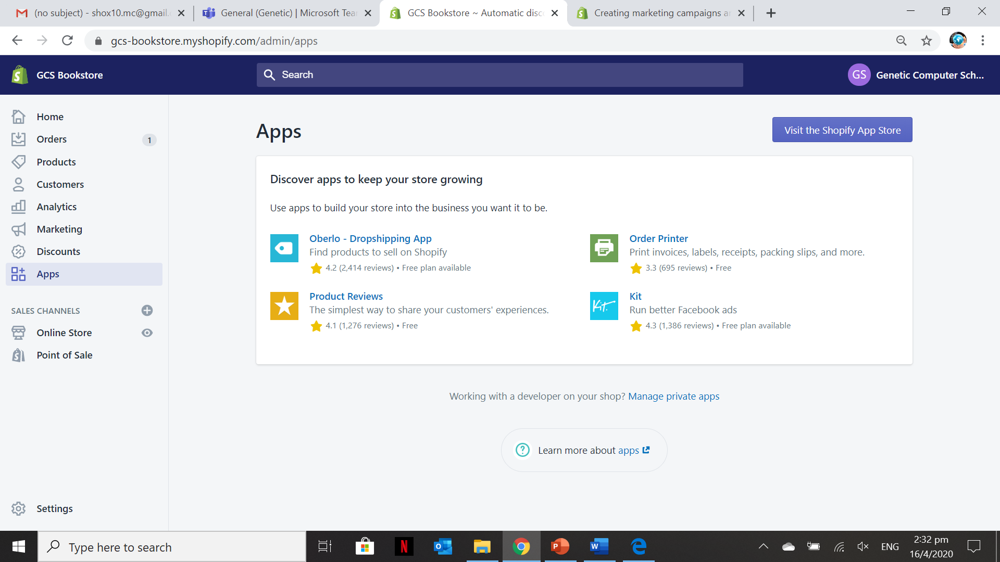 (no subject) - shox10.mc@gmail.
General (Genetic) | Microsoft Tea
GCS Bookstore ~ Automatic disc
Creating marketing campaigns a
gcs-bookstore.myshopify.com/admin/apps
GCS Bookstore
Search
GS
Genetic Computer Sch...
Home
Orders
1
Products
Customers
Analytics
Marketing
Discounts
Apps
SALES CHANNELS
Online Store
Point of Sale
Settings
Apps
Visit the Shopify App Store
Discover apps to keep your store growing
Use apps to build your store into the business you want it to be.
Oberlo - Dropshipping App
Find products to sell on Shopify
4.2 (2,414 reviews) • Free plan available
Order Printer
Print invoices, labels, receipts, packing slips, and more.
3.3 (695 reviews) • Free
Product Reviews
The simplest way to share your customers' experiences.
4.1 (1,276 reviews) • Free
Kit.
Kit
Run better Facebook ads
4.3 (1,386 reviews) • Free plan available
Working with a developer on your shop? Manage private apps
Learn more about apps
Type here to search
ENG
2:32 pm
16/4/2020